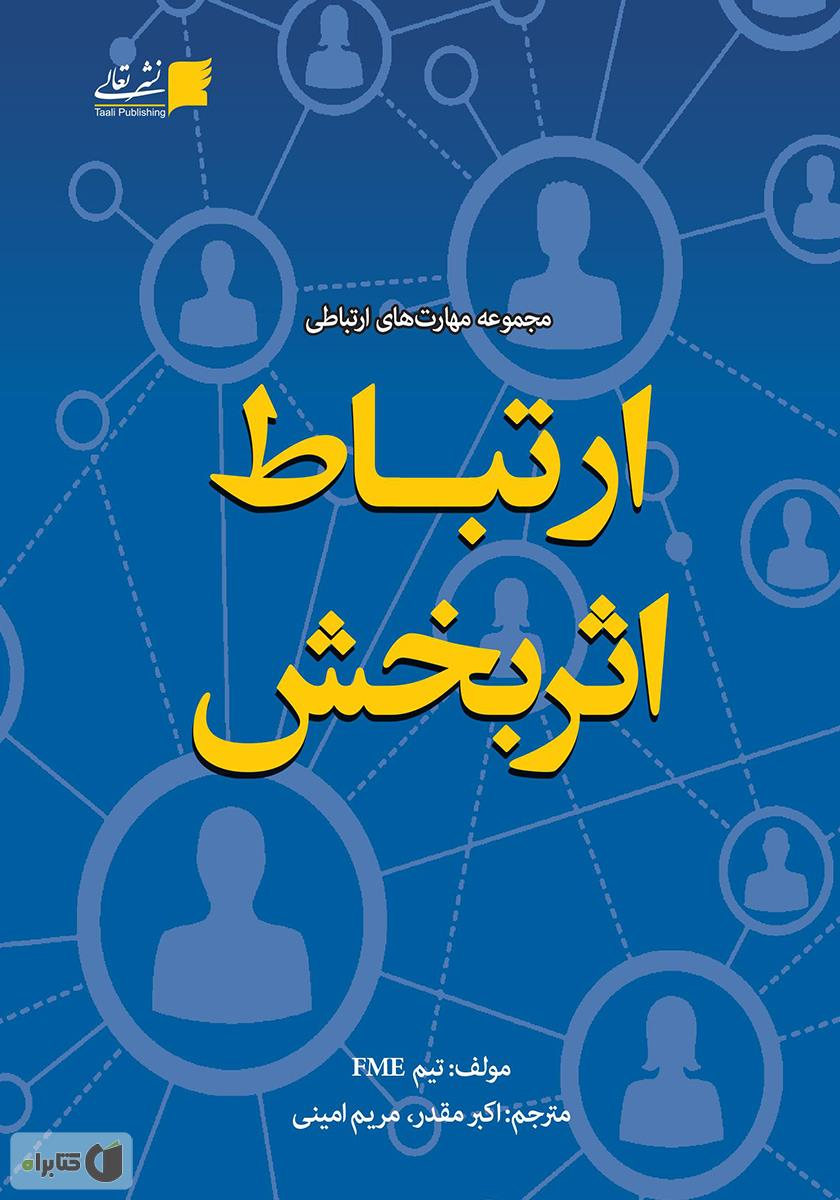 نشر تعالی
Taali Publishing
مجموعه مهارت‌های ارتباطی
ارتباط
اثربخش
مولف: تیم FME
مترجم: اکبر مقدر، مریم امینی
کتابراه